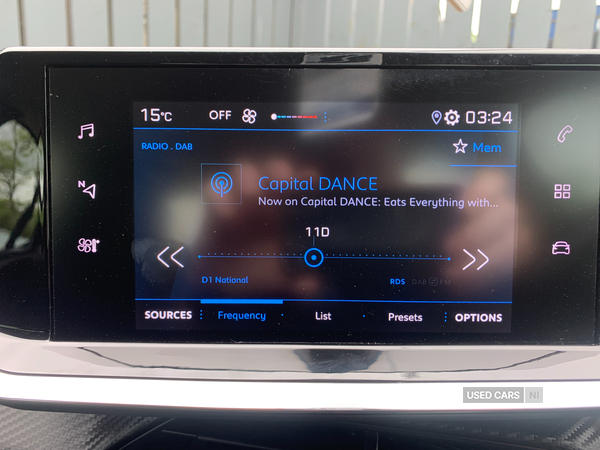 15°C OFF 03:24
RADIO . DAB
Mem
Capital DANCE
Now on Capital DANCE: Eats Everything with...
N
11D
D1 National
RDS DAB FM
SOURCES Frequency List Presets OPTIONS
USED CARS NI